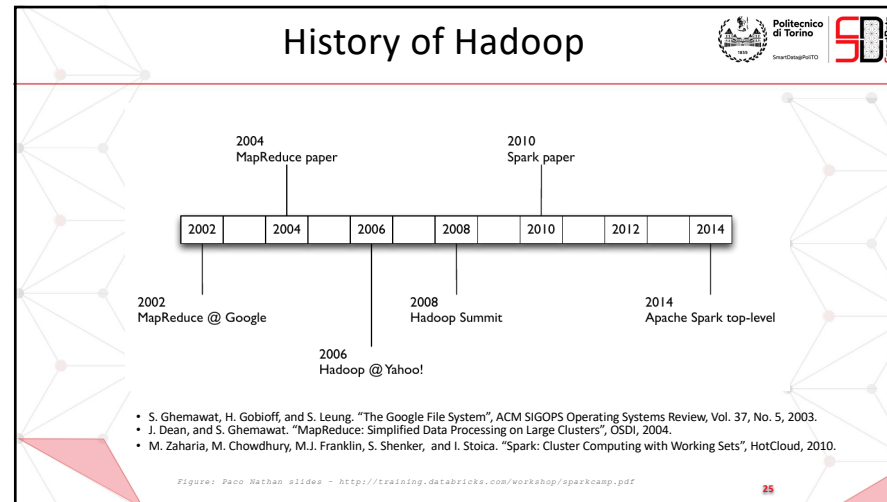 History of Hadoop
Politecnico
di Torino
1859
SmartData@PoliTO
2004
MapReduce paper
2010
Spark paper
2002 2004 2006 2008 2010 2012 2014
2002
MapReduce @ Google
2008
Hadoop Summit
2014
Apache Spark top-level
2006
Hadoop @ Yahoo!
• S. Ghemawat, H. Gobioff, and S. Leung. “The Google File System”, ACM SIGOPS Operating Systems Review, Vol. 37, No. 5, 2003.
• J. Dean, and S. Ghemawat. “MapReduce: Simplified Data Processing on Large Clusters”, OSDI, 2004.
• M. Zaharia, M. Chowdhury, M.J. Franklin, S. Shenker, and I. Stoica. “Spark: Cluster Computing with Working Sets”, HotCloud, 2010.
Figure: Paco Nathan slides - http://training.databricks.com/workshop/sparkcamp.pdf
25